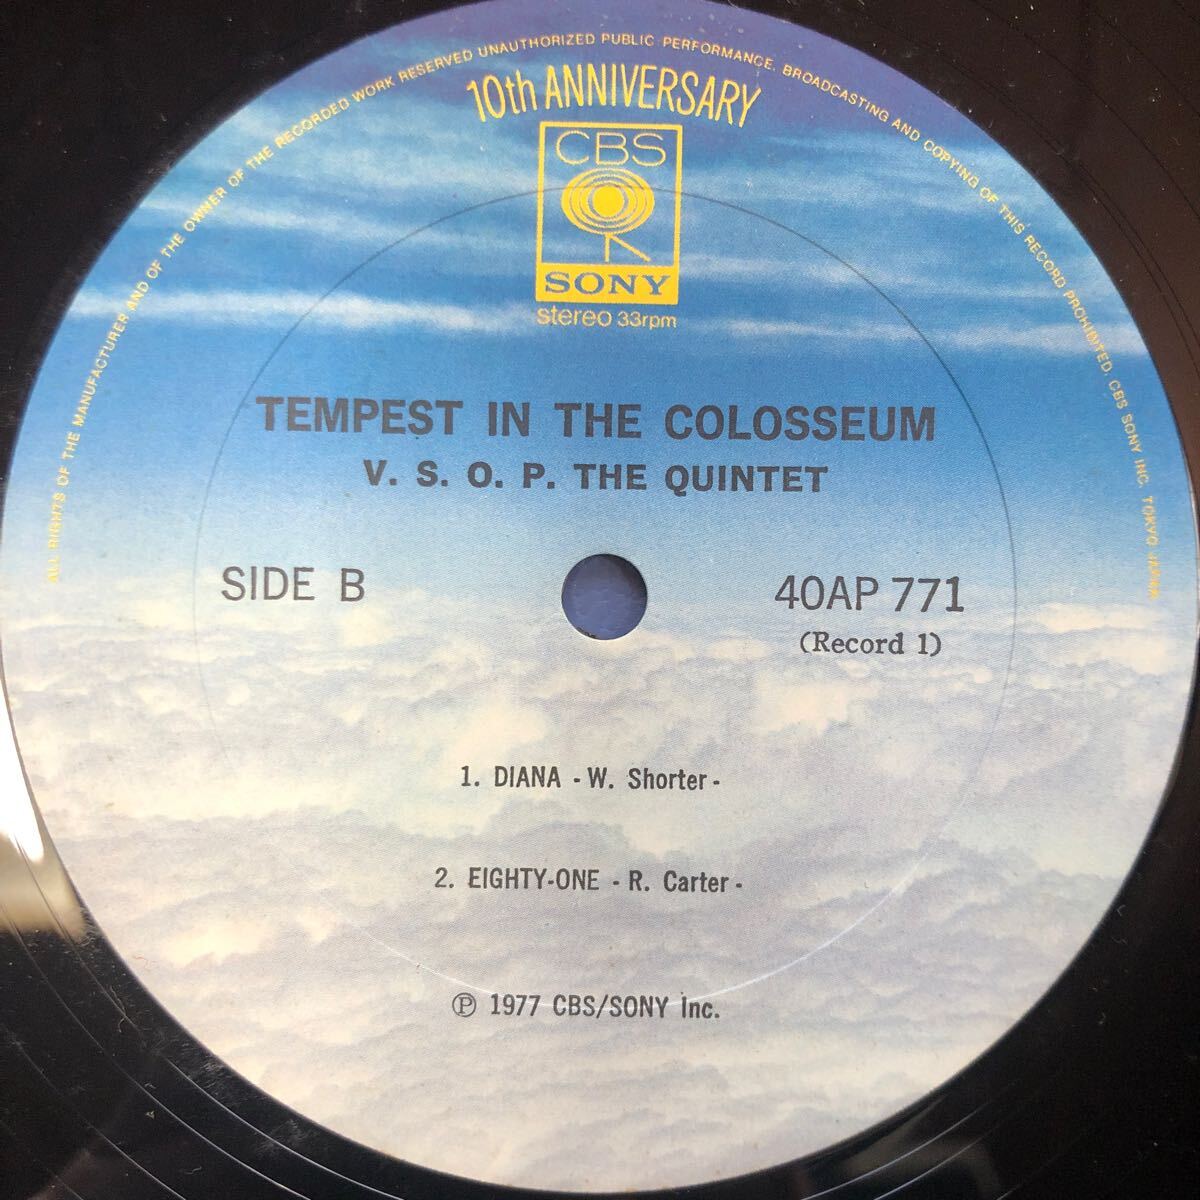 ALL RIGHTS OF THE MANUFACTURER AND OF THE OWNER OF THE RECORDED WORK RESERVED UNAUTHORIZED PUBLIC PERFORMANCE. BROADCASTING AND COPYING OF THIS RECORD PROHIBITED. CBS SONY INC. TOKYO JAPAN
10th ANNIVERSARY
CBS
SONY
stereo 33rpm
TEMPEST IN THE COLOSSEUM
V. S. O. P. THE QUINTET
SIDE B
40AP 771
(Record 1)
1. DIANA - W. Shorter -
2. EIGHTY-ONE - R. Carter -
Ⓟ 1977 CBS/SONY Inc.